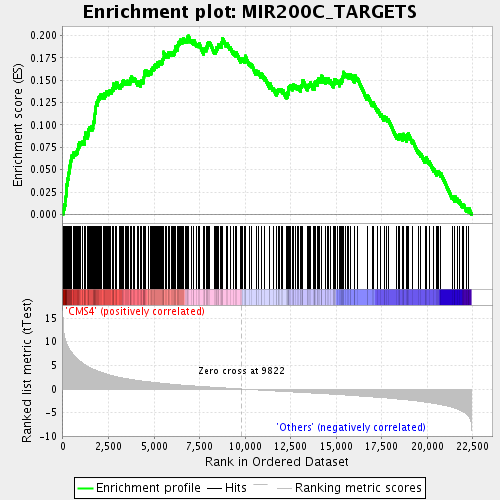 Enrichment plot: MIR200C_TARGETS
Enrichment score (ES)
0.200
0.175
0.150
0.125
0.100
0.075
0.050
0.025
0.000
'CMS4' (positively correlated)
Ranked list metric (tTest)
15
10
5
0
-5
-10
Zero cross at 9822
'Others' (negatively correlated)
0 2,500 5,000 7,500 10,000 12,500 15,000 17,500 20,000 22,500
Rank in Ordered Dataset
Enrichment profile Hits Ranking metric scores